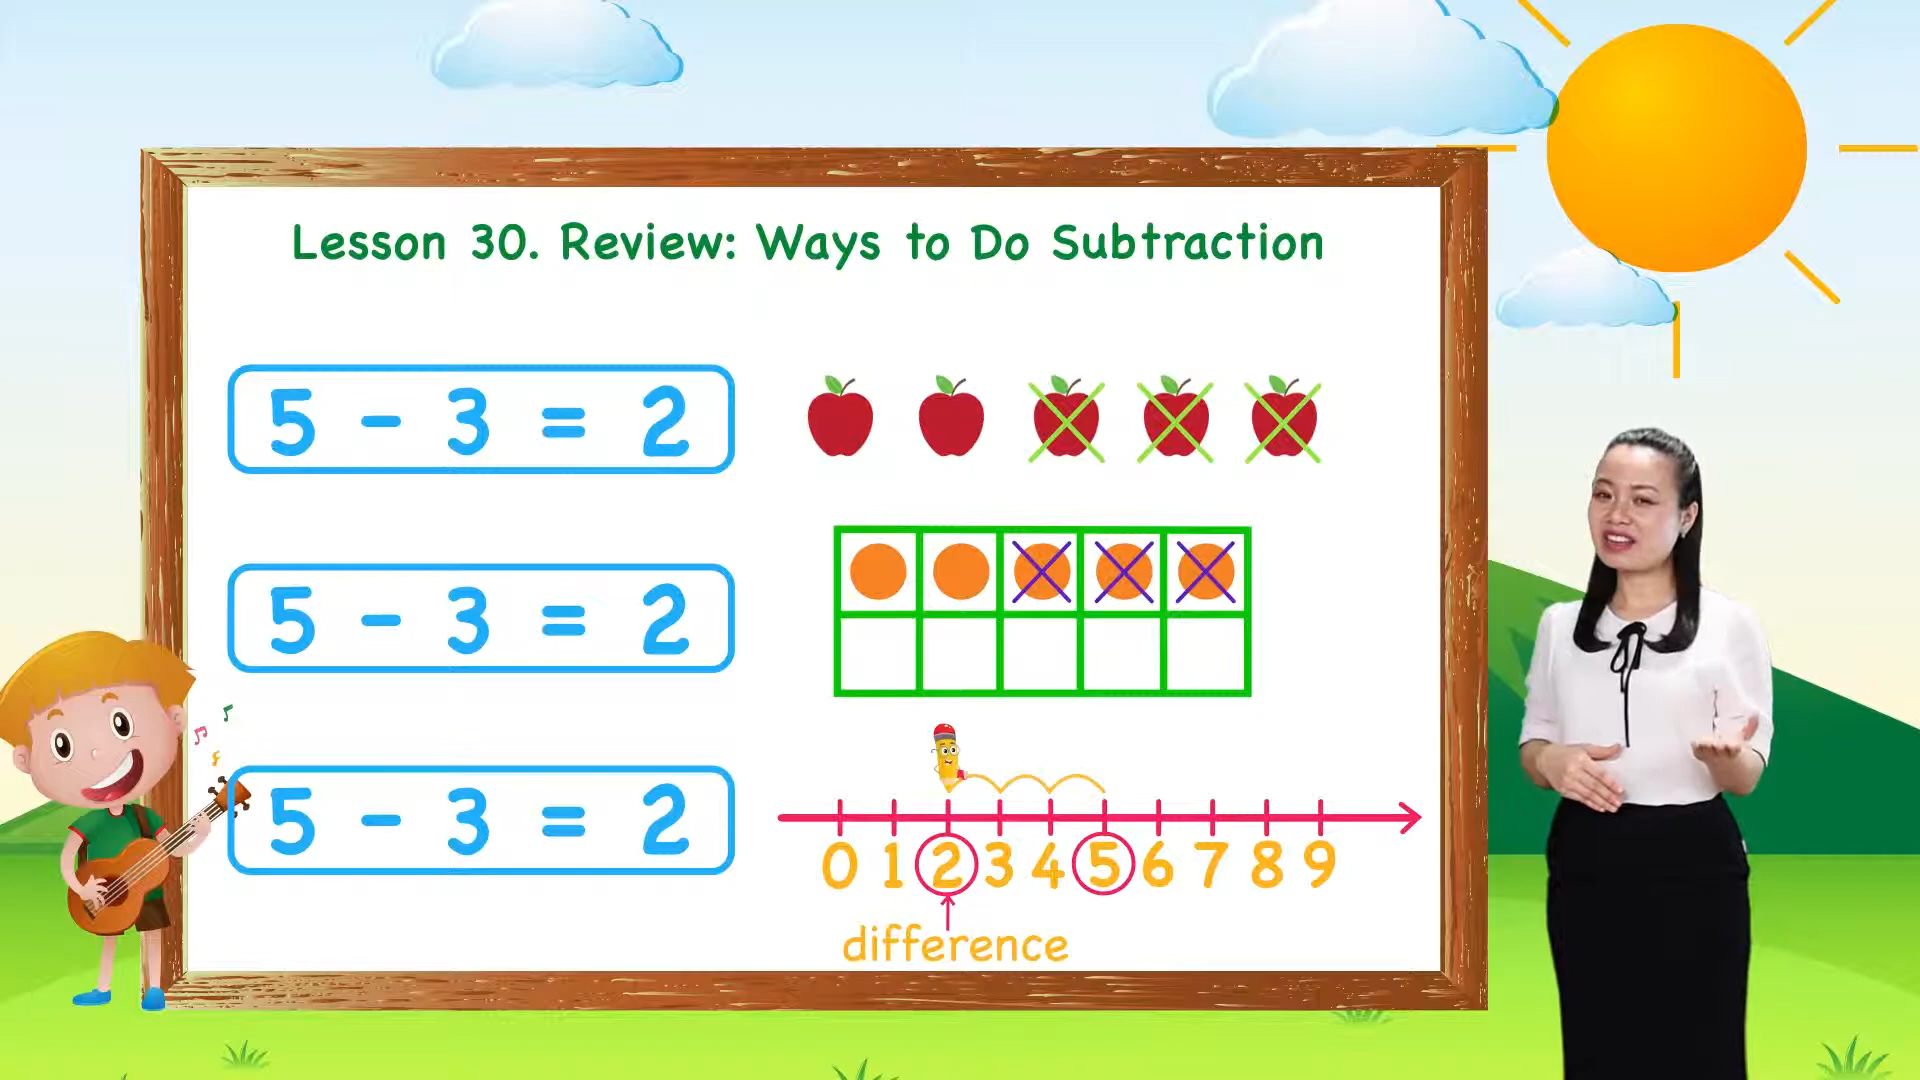 Lesson 30. Review: Ways to Do Subtraction
5 - 3 = 2
5 - 3 = 2
5 - 3 = 2
0 1 2 3 4 5 6 7 8 9
difference